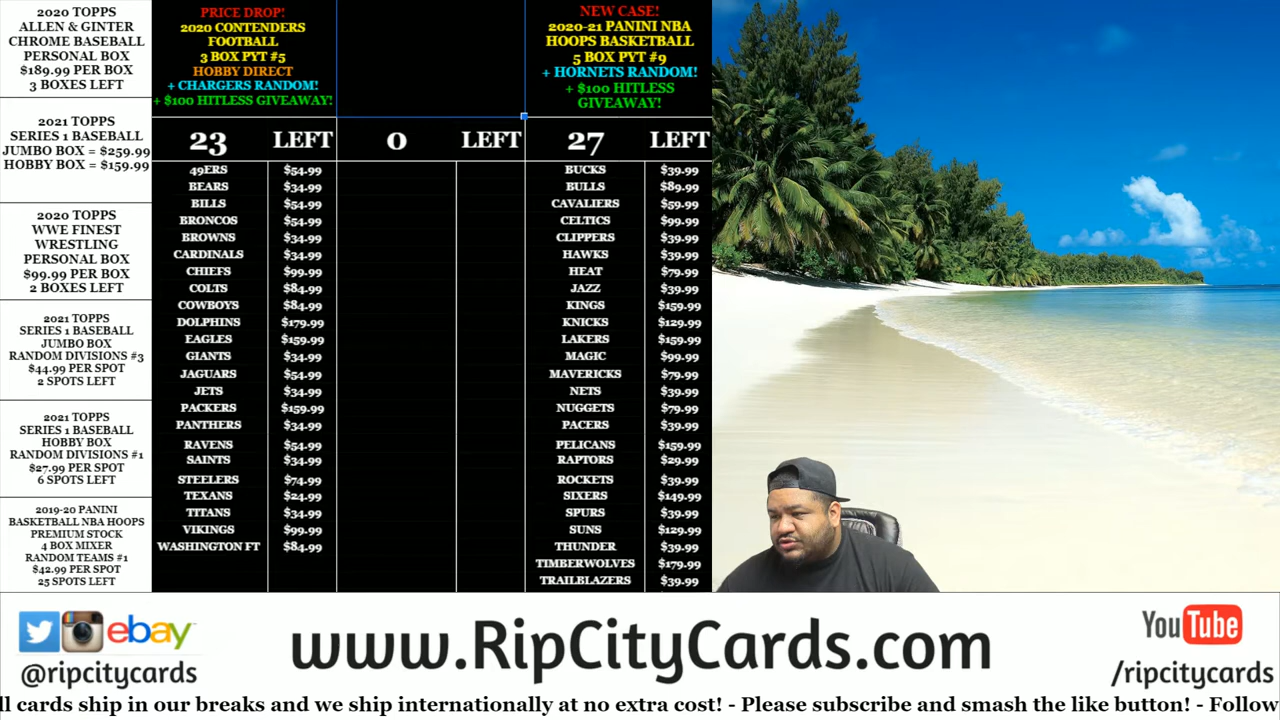 2020 TOPPS
ALLEN & GINTER
CHROME BASEBALL
PERSONAL BOX
$189.99 PER BOX
3 BOXES LEFT
2021 TOPPS
SERIES 1 BASEBALL
JUMBO BOX = $259.99
HOBBY BOX = $159.99
2020 TOPPS
WWE FINEST
WRESTLING
PERSONAL BOX
$99.99 PER BOX
2 BOXES LEFT
2021 TOPPS
SERIES 1 BASEBALL
JUMBO BOX
RANDOM DIVISIONS #3
$44.99 PER SPOT
2 SPOTS LEFT
2021 TOPPS
SERIES 1 BASEBALL
HOBBY BOX
RANDOM DIVISIONS #1
$27.99 PER SPOT
6 SPOTS LEFT
2019-20 PANINI
BASKETBALL NBA HOOPS
PREMIUM STOCK
4 BOX MIXER
RANDOM TEAMS #1
$42.99 PER SPOT
25 SPOTS LEFT
PRICE DROP!
2020 CONTENDERS
FOOTBALL
3 BOX PYT #5
HOBBY DIRECT
+ CHARGERS RANDOM!
+ $100 HITLESS GIVEAWAY!
23 LEFT
49ERS $54.99
BEARS $34.99
BILLS $54.99
BRONCOS $54.99
BROWNS $34.99
CARDINALS $34.99
CHIEFS $99.99
COLTS $84.99
COWBOYS $84.99
DOLPHINS $179.99
EAGLES $159.99
GIANTS $34.99
JAGUARS $54.99
JETS $34.99
PACKERS $159.99
PANTHERS $34.99
RAVENS $54.99
SAINTS $34.99
STEELERS $74.99
TEXANS $24.99
TITANS $34.99
VIKINGS $99.99
WASHINGTON FT $84.99
0 LEFT
NEW CASE!
2020-21 PANINI NBA
HOOPS BASKETBALL
5 BOX PYT #9
+ HORNETS RANDOM!
+ $100 HITLESS
GIVEAWAY!
27 LEFT
BUCKS $39.99
BULLS $89.99
CAVALIERS $59.99
CELTICS $99.99
CLIPPERS $39.99
HAWKS $39.99
HEAT $79.99
JAZZ $39.99
KINGS $159.99
KNICKS $129.99
LAKERS $159.99
MAGIC $99.99
MAVERICKS $79.99
NETS $39.99
NUGGETS $79.99
PACERS $39.99
PELICANS $159.99
RAPTORS $29.99
ROCKETS $39.99
SIXERS $149.99
SPURS $39.99
SUNS $129.99
THUNDER $39.99
TIMBERWOLVES $179.99
TRAILBLAZERS $39.99
ebay
@ripcitycards
www.RipCityCards.com
YouTube
/ripcitycards
ll cards ship in our breaks and we ship internationally at no extra cost! - Please subscribe and smash the like button! - Follow